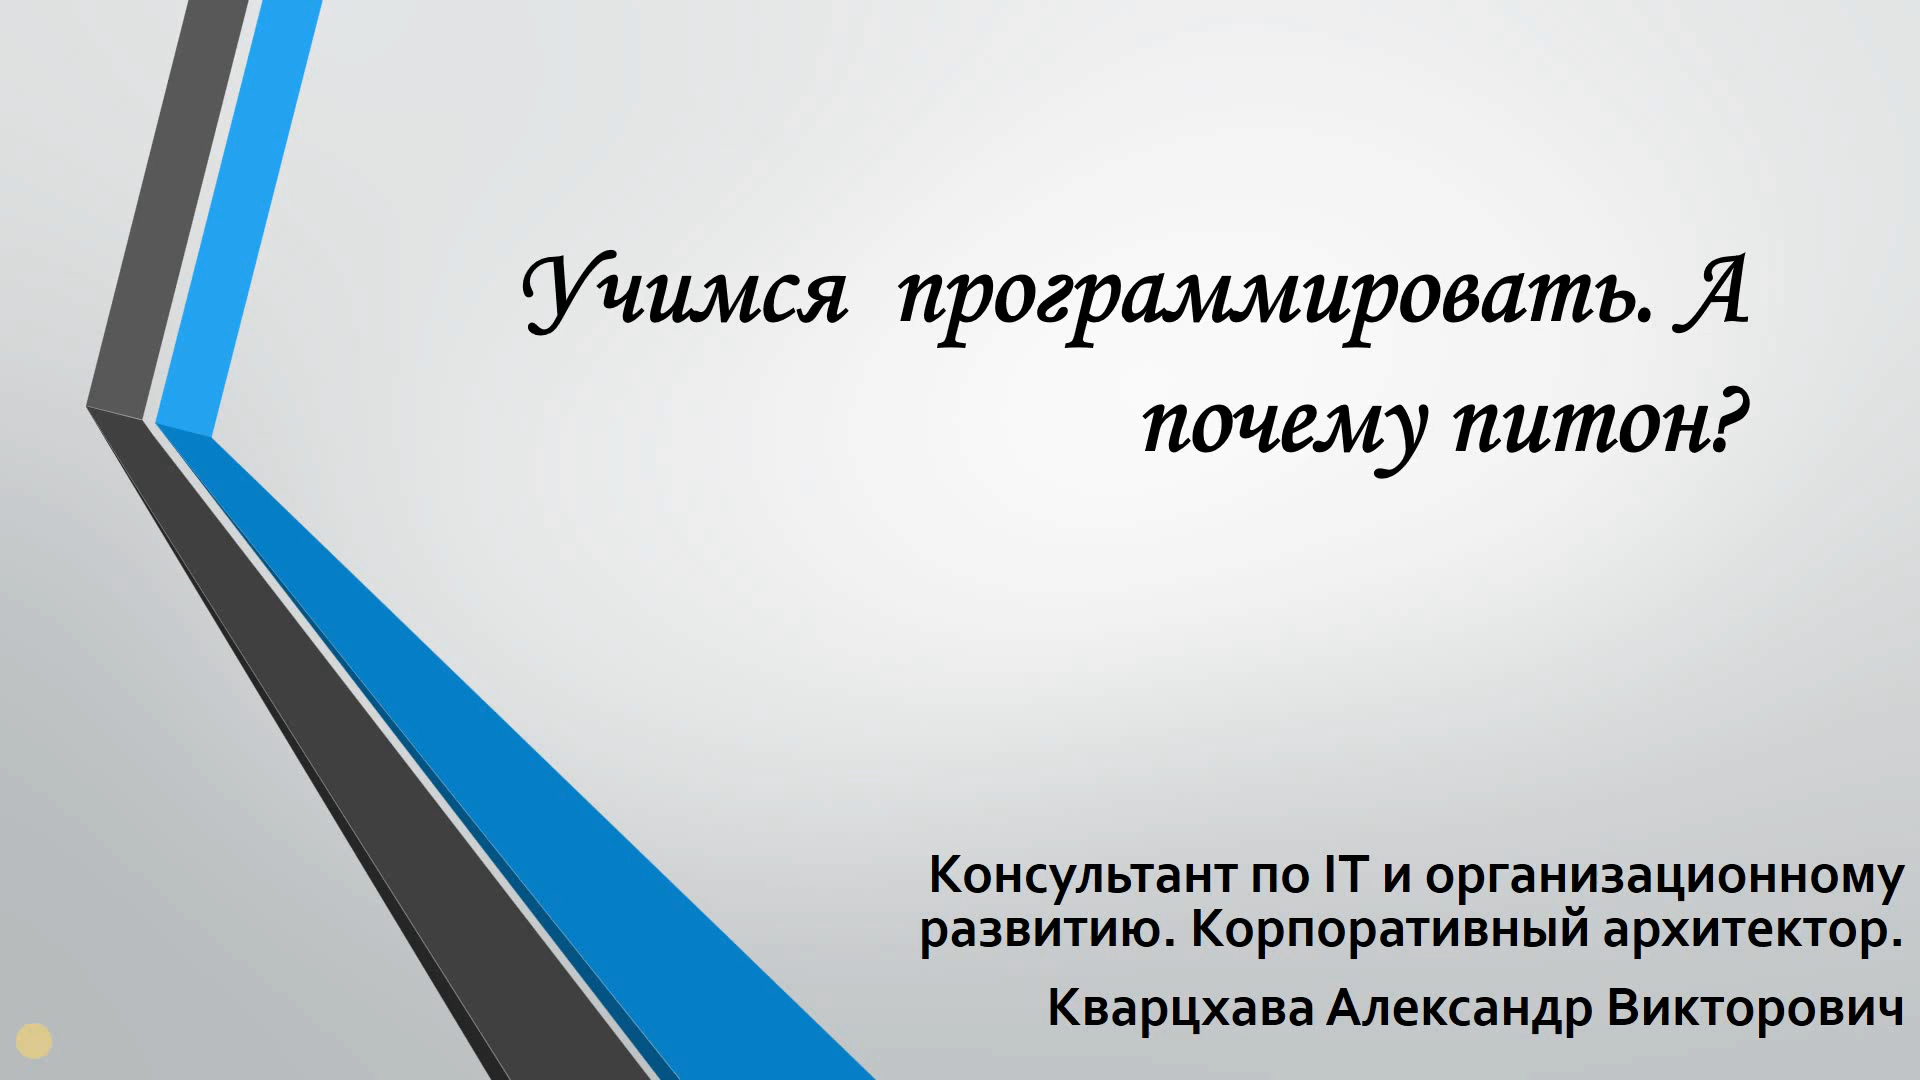 Учимся программировать. А
почему питон?
Консультант по IT и организационному
развитию. Корпоративный архитектор.
Кварцхава Александр Викторович